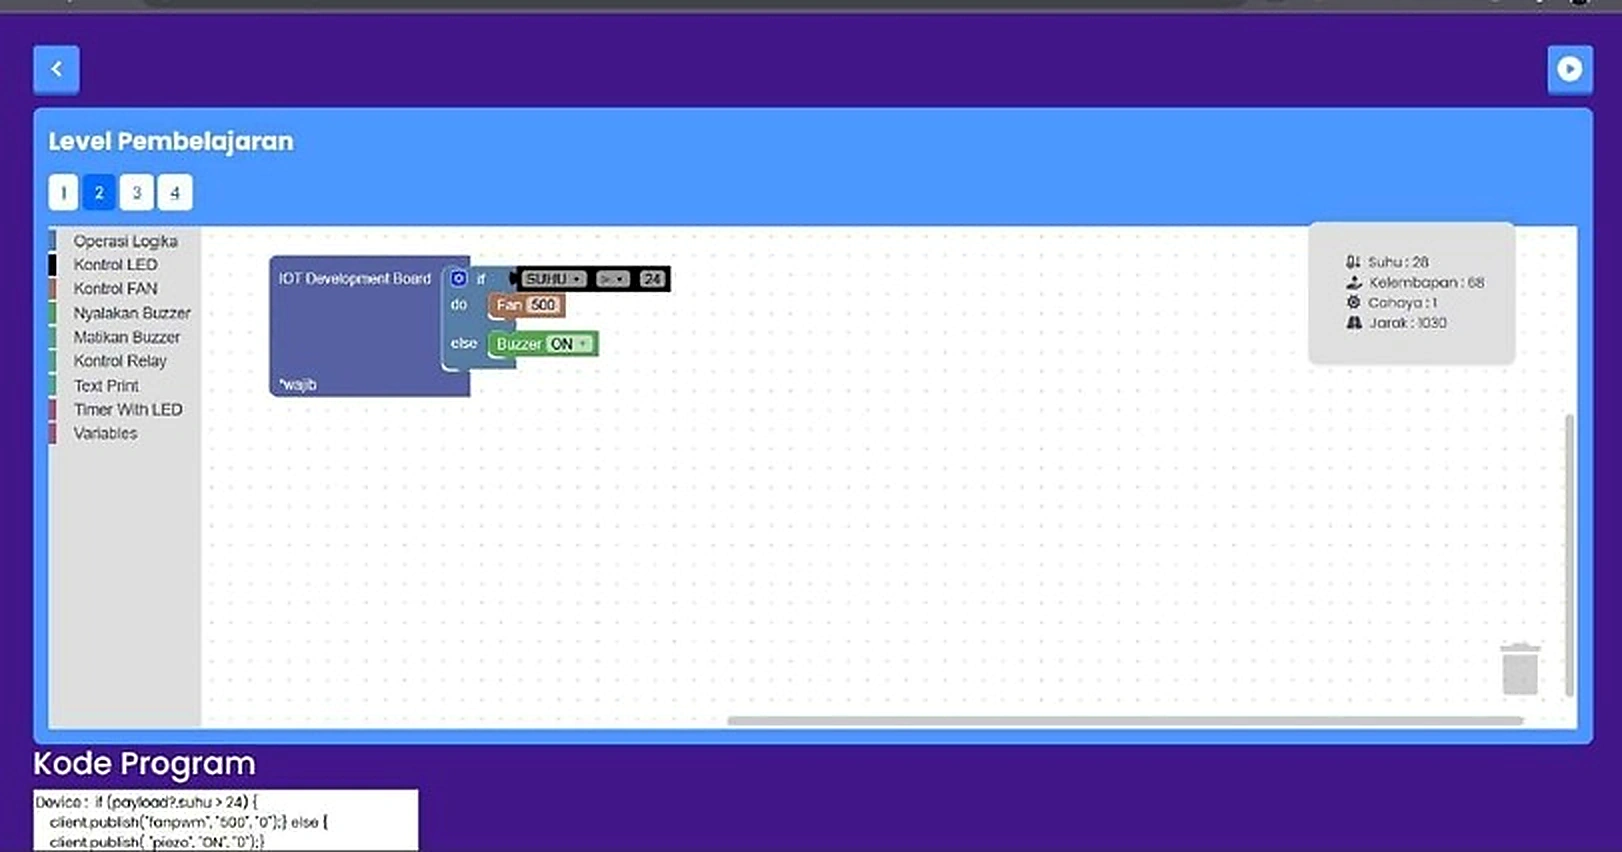 Level Pembelajaran
1 2 3 4
Operasi Logika
Kontrol LED
Kontrol FAN
Nyalakan Buzzer
Matikan Buzzer
Kontrol Relay
Text Print
Timer With LED
Variables
IOT Development Board if SUHU > 24
do Fan 500
else Buzzer ON
*wajib
Suhu : 28
Kelembapan : 68
Cahaya : 1
Jarak : 1030
Kode Program
Device : if (payload?.suhu > 24) {
client.publish("fanpwm", "500", "0");} else {
client.publish( "piezo", "ON", "0");}